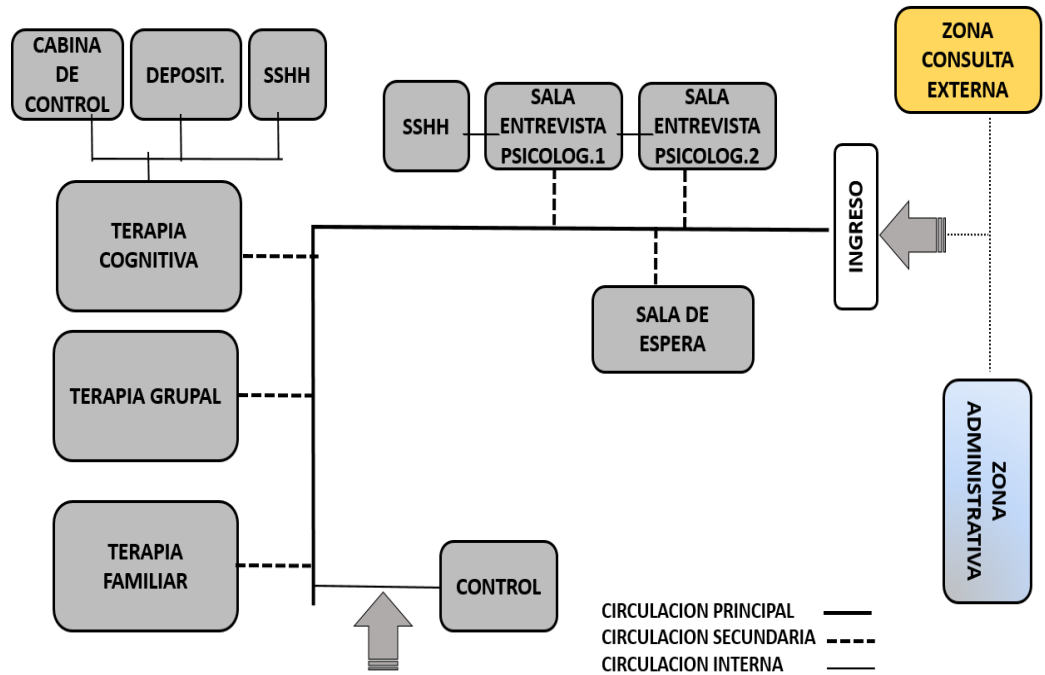 CABINA
DE
CONTROL
DEPOSIT.
SSHH
SSHH
SALA
ENTREVISTA
PSICOLOG.1
SALA
ENTREVISTA
PSICOLOG.2
ZONA
CONSULTA
EXTERNA
TERAPIA
COGNITIVA
INGRESO
SALA DE
ESPERA
TERAPIA GRUPAL
ZONA
ADMINISTRATIVA
TERAPIA
FAMILIAR
CONTROL
CIRCULACION PRINCIPAL
CIRCULACION SECUNDARIA
CIRCULACION INTERNA